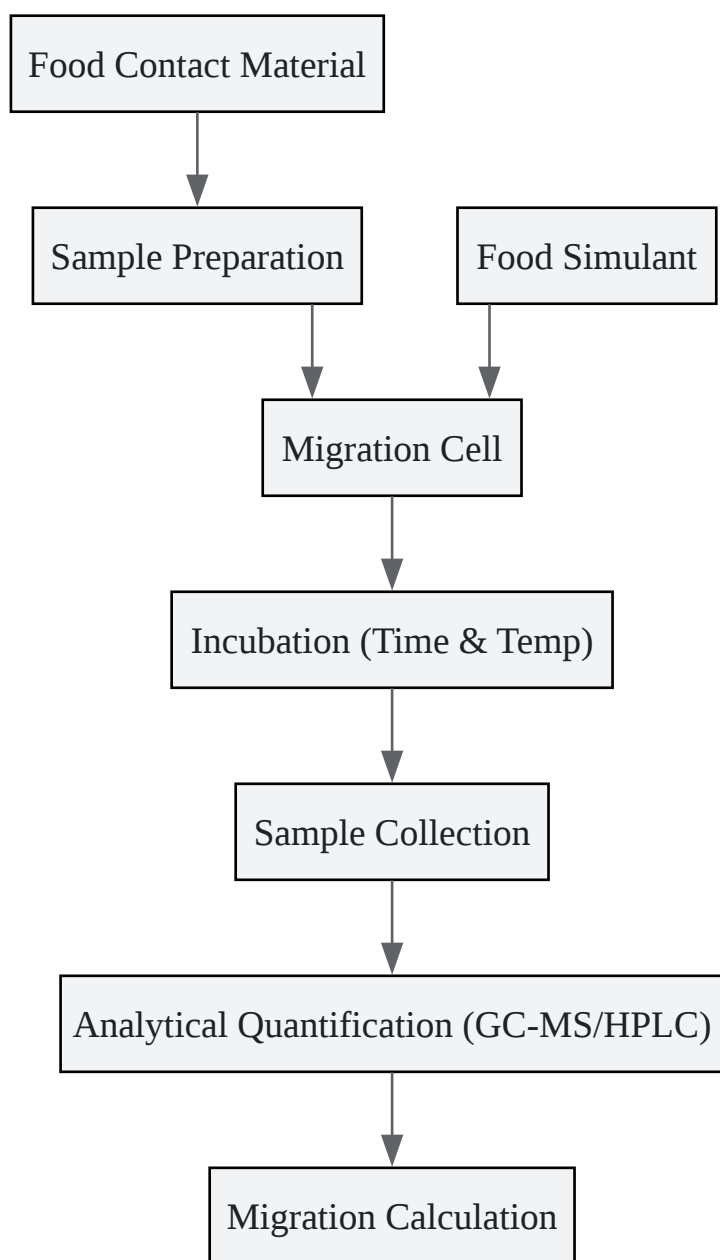 Food Contact Material
Sample Preparation
Food Simulant
Migration Cell
Incubation (Time & Temp)
Sample Collection
Analytical Quantification (GC-MS/HPLC)
Migration Calculation